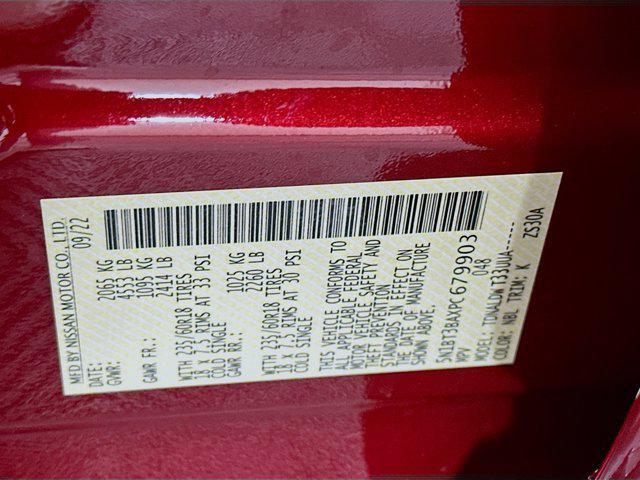 MFD BY NISSAN MOTOR CO., LTD.
DATE: 09/22
GVWR: 2065 KG
4553 LB
GAWR FR.: 1095 KG
2414 LB
WITH 235/60R18 TIRES
18 x 7.5 RIMS AT 33 PSI
COLD SINGLE
GAWR RR.: 1025 KG
2260 LB
WITH 235/60R18 TIRES
18 x 7.5 RIMS AT 30 PSI
COLD SINGLE
THIS VEHICLE CONFORMS TO
ALL APPLICABLE FEDERAL
MOTOR VEHICLE SAFETY AND
THEFT PREVENTION
STANDARDS IN EFFECT ON
THE DATE OF MANUFACTURE
SHOWN ABOVE.
5N1BT3BAXPC679903
MPV 048
COLOR: NBL TRIM: K ZS30A